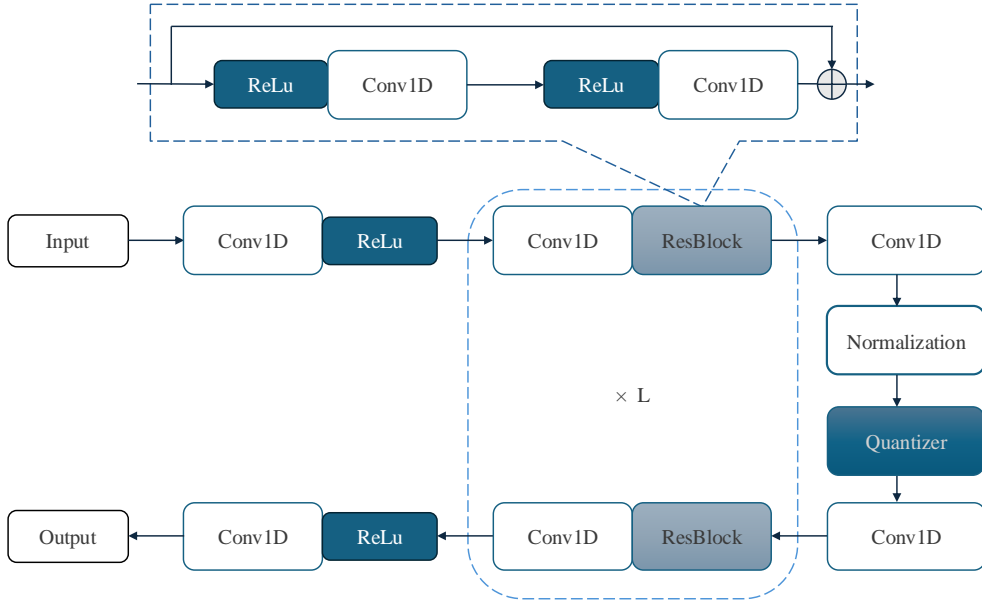 ReLu
Conv1D
ReLu
Conv1D
Input
Conv1D
ReLu
Conv1D
ResBlock
Conv1D
Normalization
× L
Quantizer
Output
Conv1D
ReLu
Conv1D
ResBlock
Conv1D